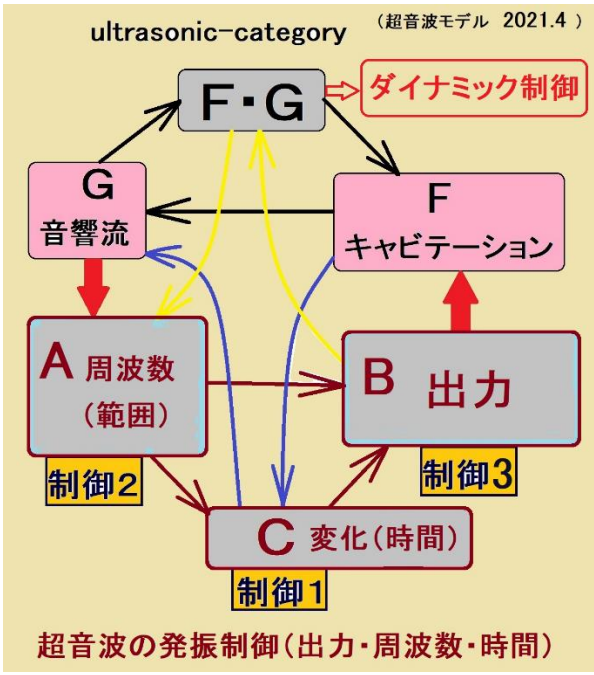 ultrasonic-category
(超音波モデル 2021.4 )
F・G
ダイナミック制御
G
音響流
F
キャビテーション
A 周波数
(範囲)
B 出力
制御2
制御3
C 変化(時間)
制御1
超音波の発振制御(出力・周波数・時間)